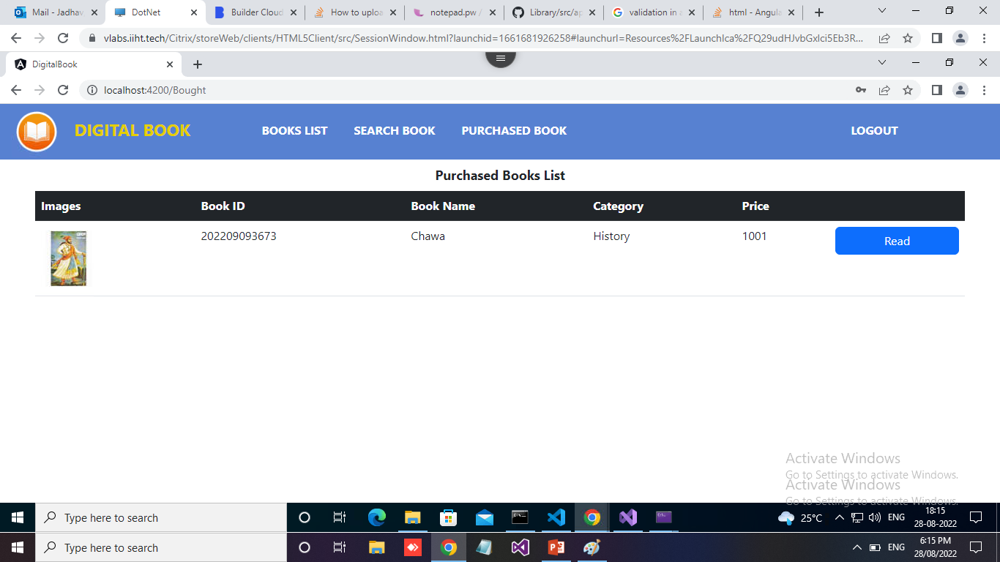 Mail - Jadhav
DotNet
Builder Cloud
How to uploa
notepad.pw /
Library/src/ap
validation in a
html - Angula
vlabs.iiht.tech/Citrix/storeWeb/clients/HTML5Client/src/SessionWindow.html?launchid=1661681926258#launchurl=Resources%2FLaunchIca%2FQ29udHJvbGxlci5Eb3R...
DigitalBook
localhost:4200/Bought
DIGITAL BOOK
BOOKS LIST
SEARCH BOOK
PURCHASED BOOK
LOGOUT
Purchased Books List
Images Book ID Book Name Category Price
202209093673 Chawa History 1001 Read
Activate Windows
Go to Settings to activate Windows.
Activate Windows
Go to Settings to activate Windows.
Type here to search
25°C
ENG
18:15
28-08-2022
Type here to search
ENG
6:15 PM
28/08/2022